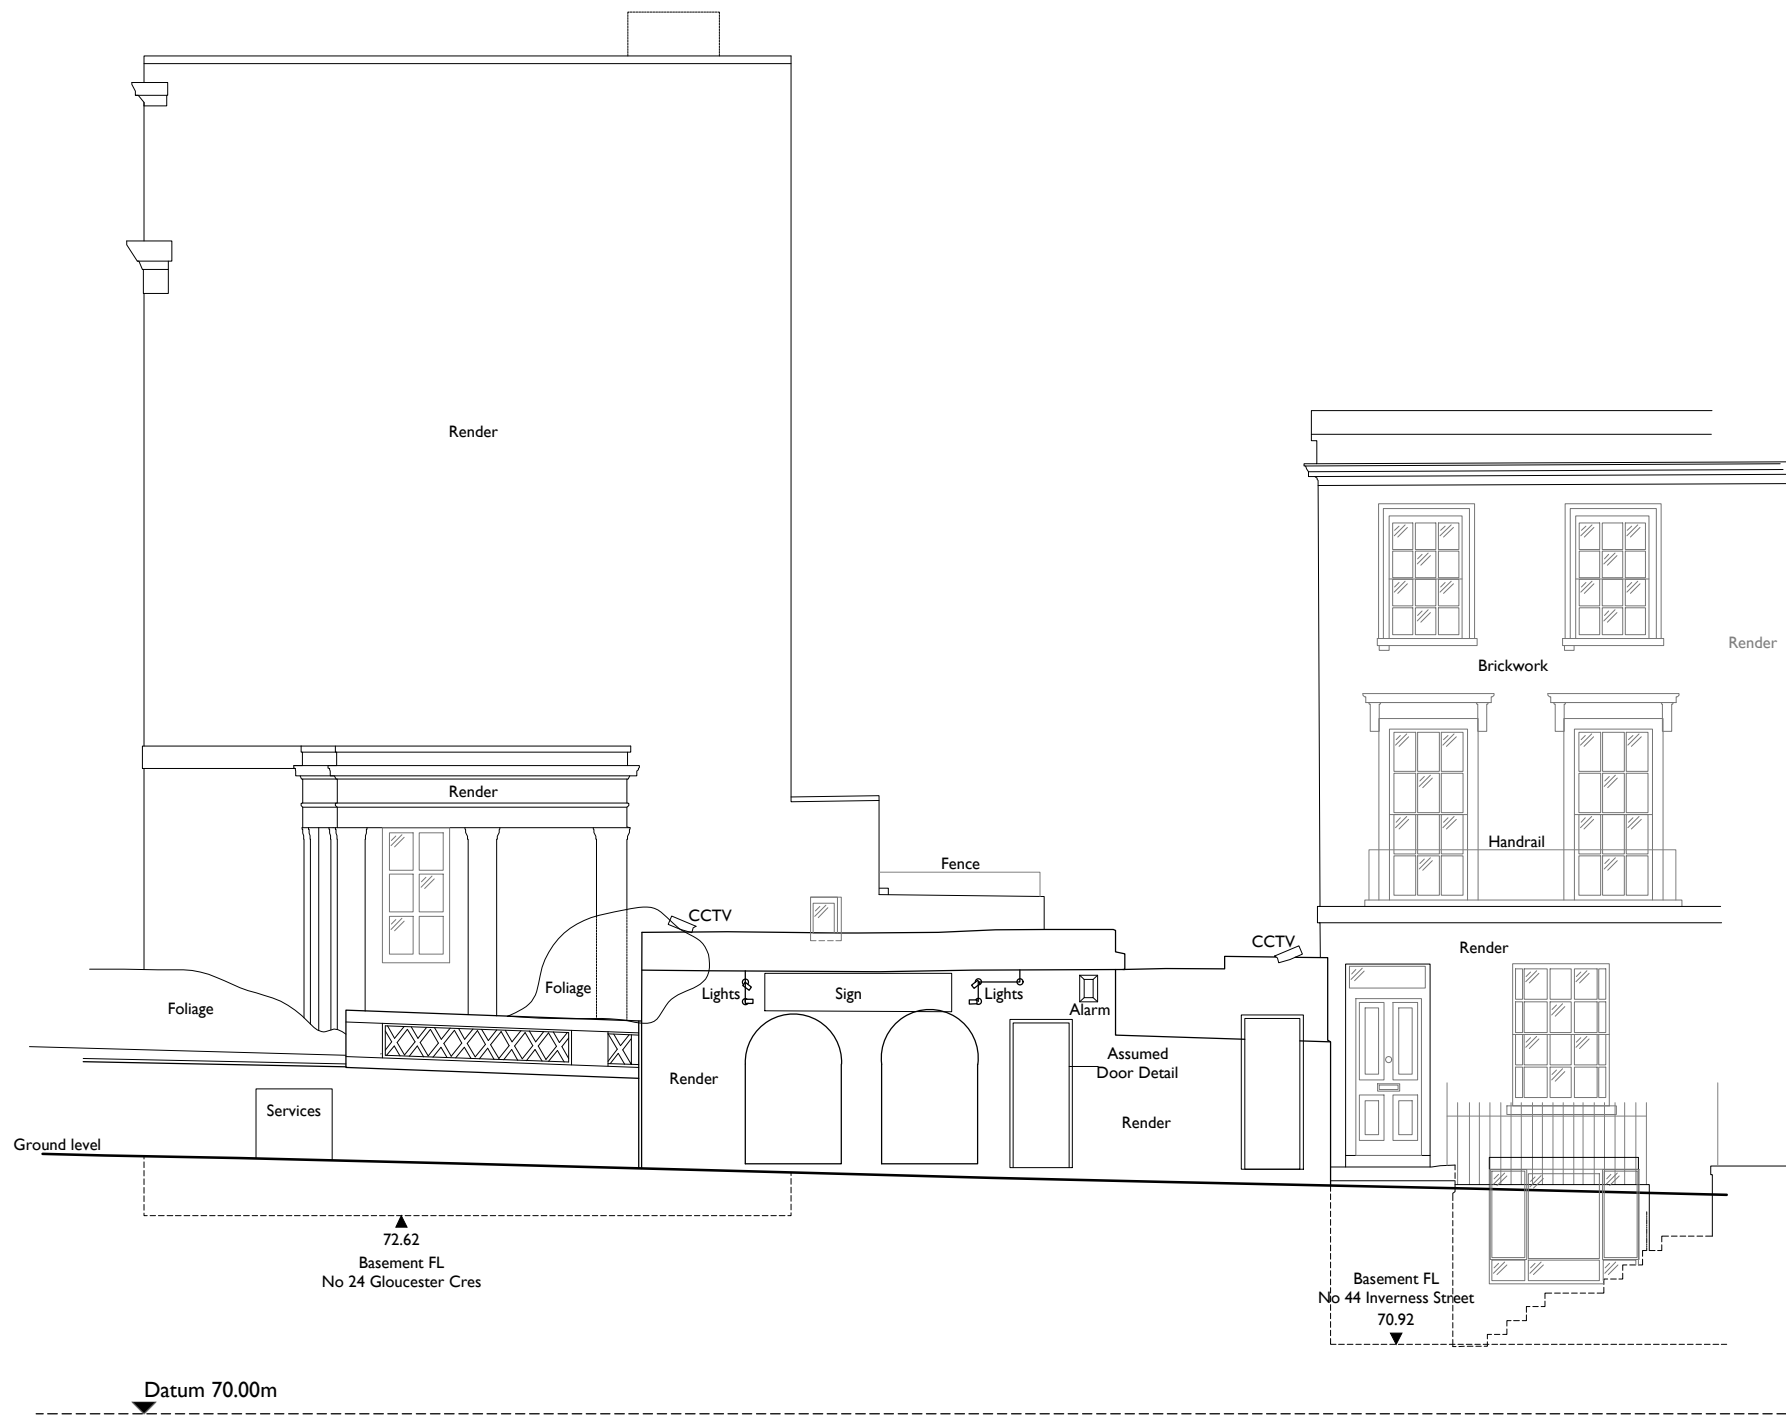 Render
Render
Brickwork
Render
Handrail
Fence
CCTV
CCTV
Render
Foliage
Foliage
Lights
Sign
Lights
Alarm
Assumed
Door Detail
Render
Render
Services
Ground level
72.62
Basement FL
No 24 Gloucester Cres
Basement FL
No 44 Inverness Street
70.92
Datum 70.00m